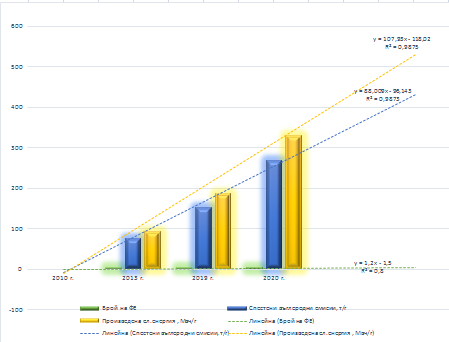 600
y = 107,93x - 118,02
R² = 0,9875
500
y = 88,009x - 96,143
R² = 0,9875
400
300
200
100
y = 1,2x - 1,5
R² = 0,8
0
2010 г. 2015 г. 2019 г. 2020 г.
-100
Брой на ФЕ
Спестени въглеродни емисии, т/г
Произведена ел. енергия , Мвч/г
Линейна (Брой на ФЕ)
Линейна (Спестени въглеродни емисии, т/г)
Линейна (Произведена ел. енергия , Мвч/г)